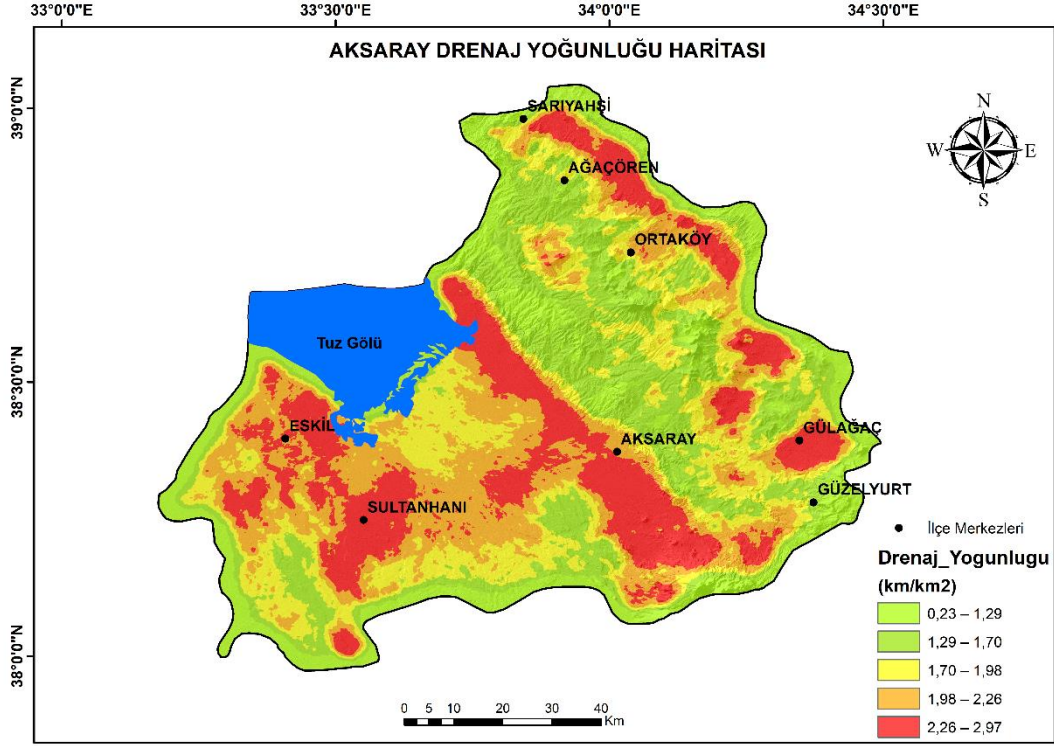 33°0'0"E 33°30'0"E 34°0'0"E 34°30'0"E
AKSARAY DRENAJ YOĞUNLUĞU HARİTASI
39°0'0"N
38°30'0"N
38°0'0"N
N
W E
S
SARIYAHŞİ
AĞAÇÖREN
ORTAKÖY
Tuz Gölü
ESKİL
AKSARAY
GÜLAĞAÇ
GÜZELYURT
SULTANHANI
İlçe Merkezleri
Drenaj_Yogunlugu
(km/km2)
0,23 – 1,29
1,29 – 1,70
1,70 – 1,98
1,98 – 2,26
2,26 – 2,97
0 5 10 20 30 40
Km